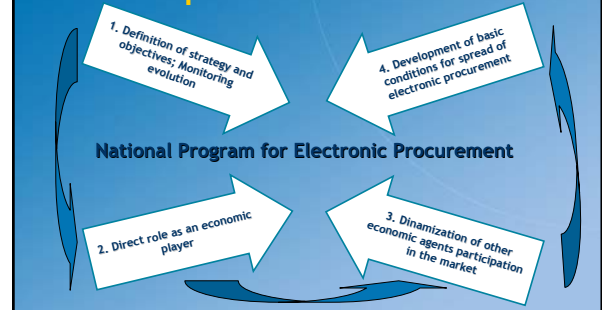 1. Definition of strategy and
objectives; Monitoring
evolution
4. Development of basic
conditions for spread of
electronic procurement
National Program for Electronic Procurement
2. Direct role as an economic
player
3. Dinamization of other
economic agents participation
in the market